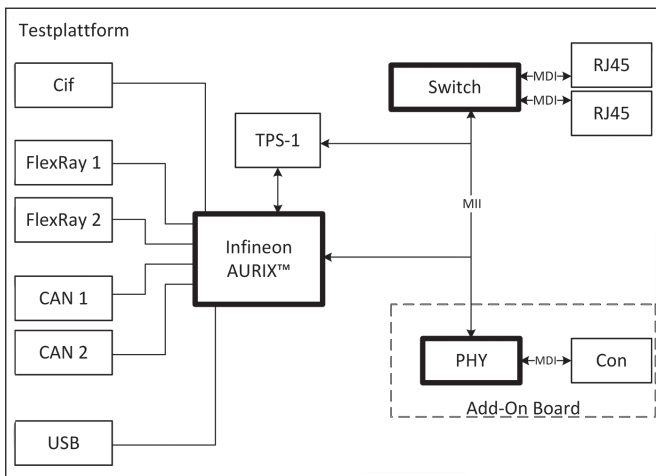 Testplattform
Cif
FlexRay 1
FlexRay 2
CAN 1
CAN 2
USB
TPS-1
Infineon
AURIX™
Switch
MDI
RJ45
MDI
RJ45
MII
PHY
MDI
Con
Add-On Board